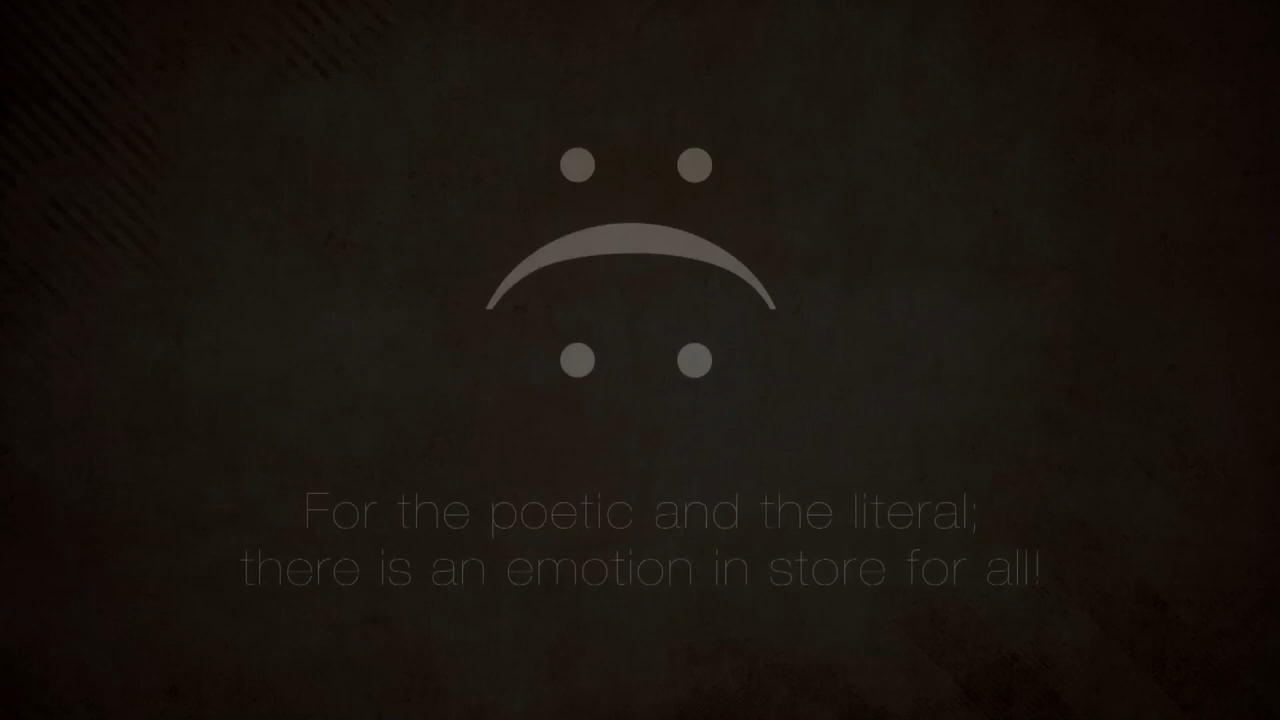 For the poetic and the literal;
there is an emotion in store for all!